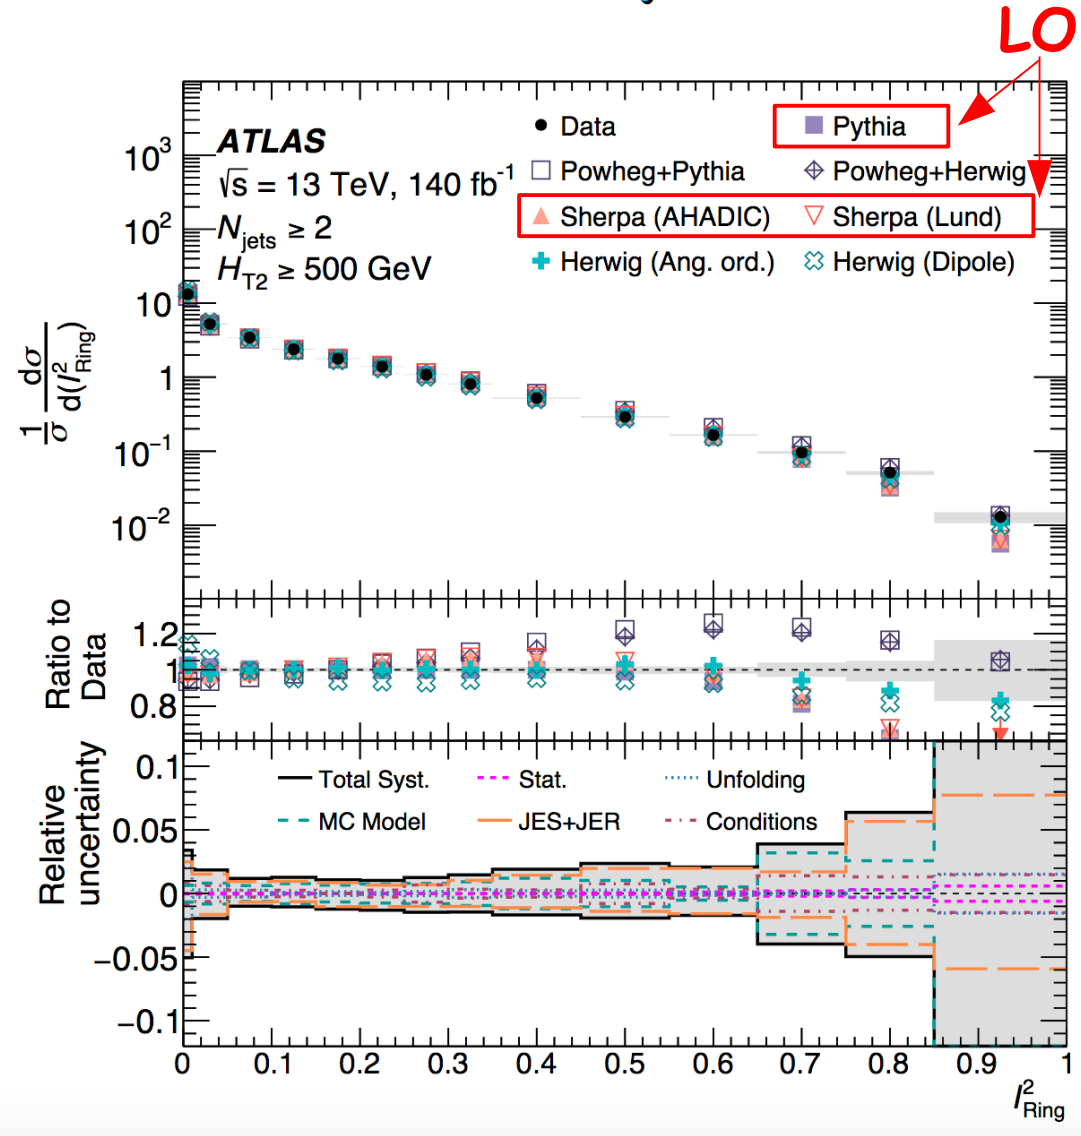 LO
ATLAS
√s = 13 TeV, 140 fb⁻¹
N_jets ≥ 2
H_T2 ≥ 500 GeV
Data
Pythia
Powheg+Pythia
Powheg+Herwig
Sherpa (AHADIC)
Sherpa (Lund)
Herwig (Ang. ord.)
Herwig (Dipole)
1/σ dσ/d(I²_Ring)
10³
10²
10
1
10⁻¹
10⁻²
Ratio to
Data
1.2
1
0.8
Relative
uncertainty
0.1
0.05
0
−0.05
−0.1
Total Syst.
Stat.
Unfolding
MC Model
JES+JER
Conditions
0 0.1 0.2 0.3 0.4 0.5 0.6 0.7 0.8 0.9 1
I²_Ring